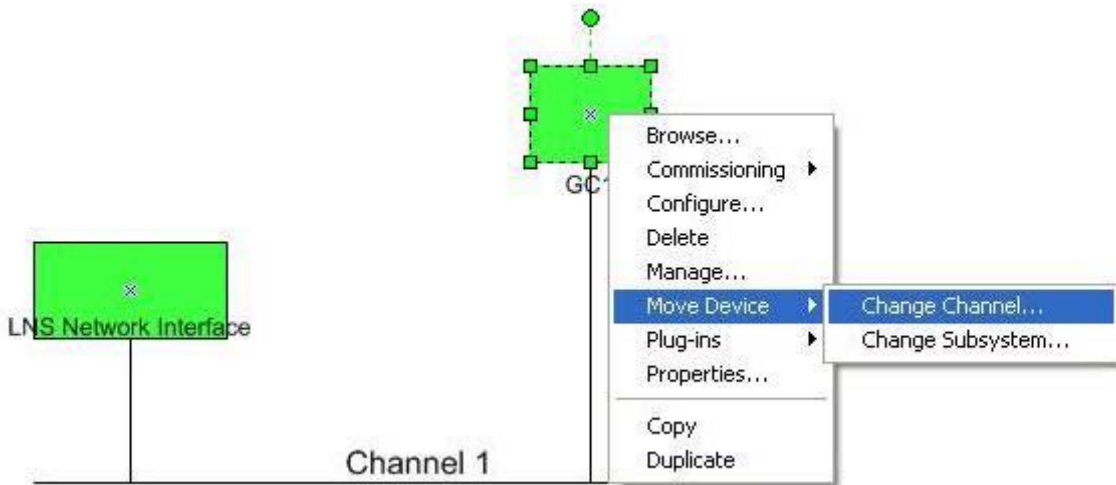 Browse...
Commissioning
GC1
Configure...
Delete
Manage...
Move Device
Change Channel...
LNS Network Interface
Plug-ins
Change Subsystem...
Properties...
Copy
Channel 1
Duplicate